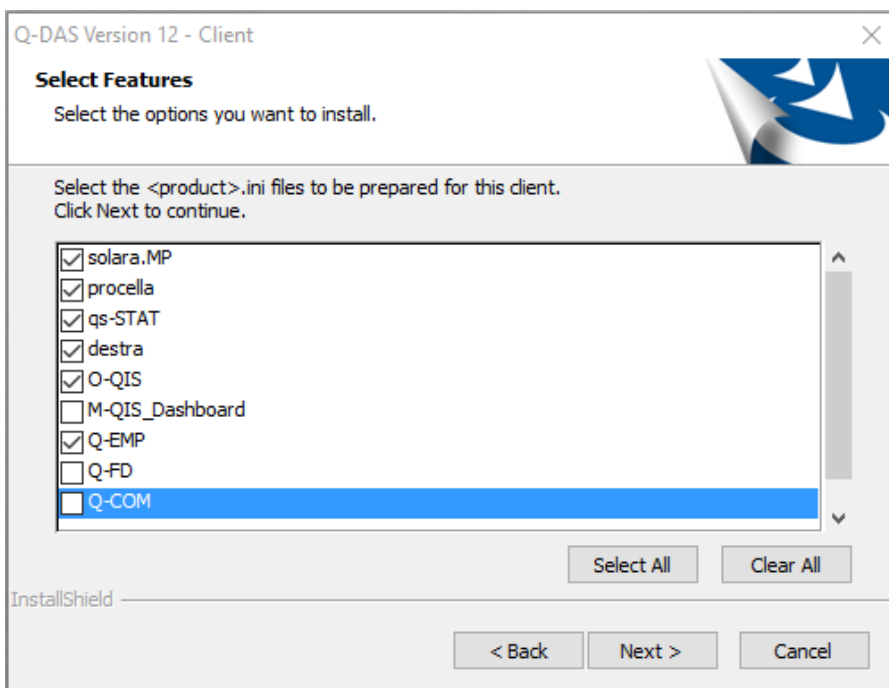 Q-DAS Version 12 - Client
Select Features
Select the options you want to install.
Select the <product>.ini files to be prepared for this client.
Click Next to continue.
solara.MP
procella
qs-STAT
destra
O-QIS
M-QIS_Dashboard
Q-EMP
Q-FD
Q-COM
Select All
Clear All
InstallShield
< Back
Next >
Cancel